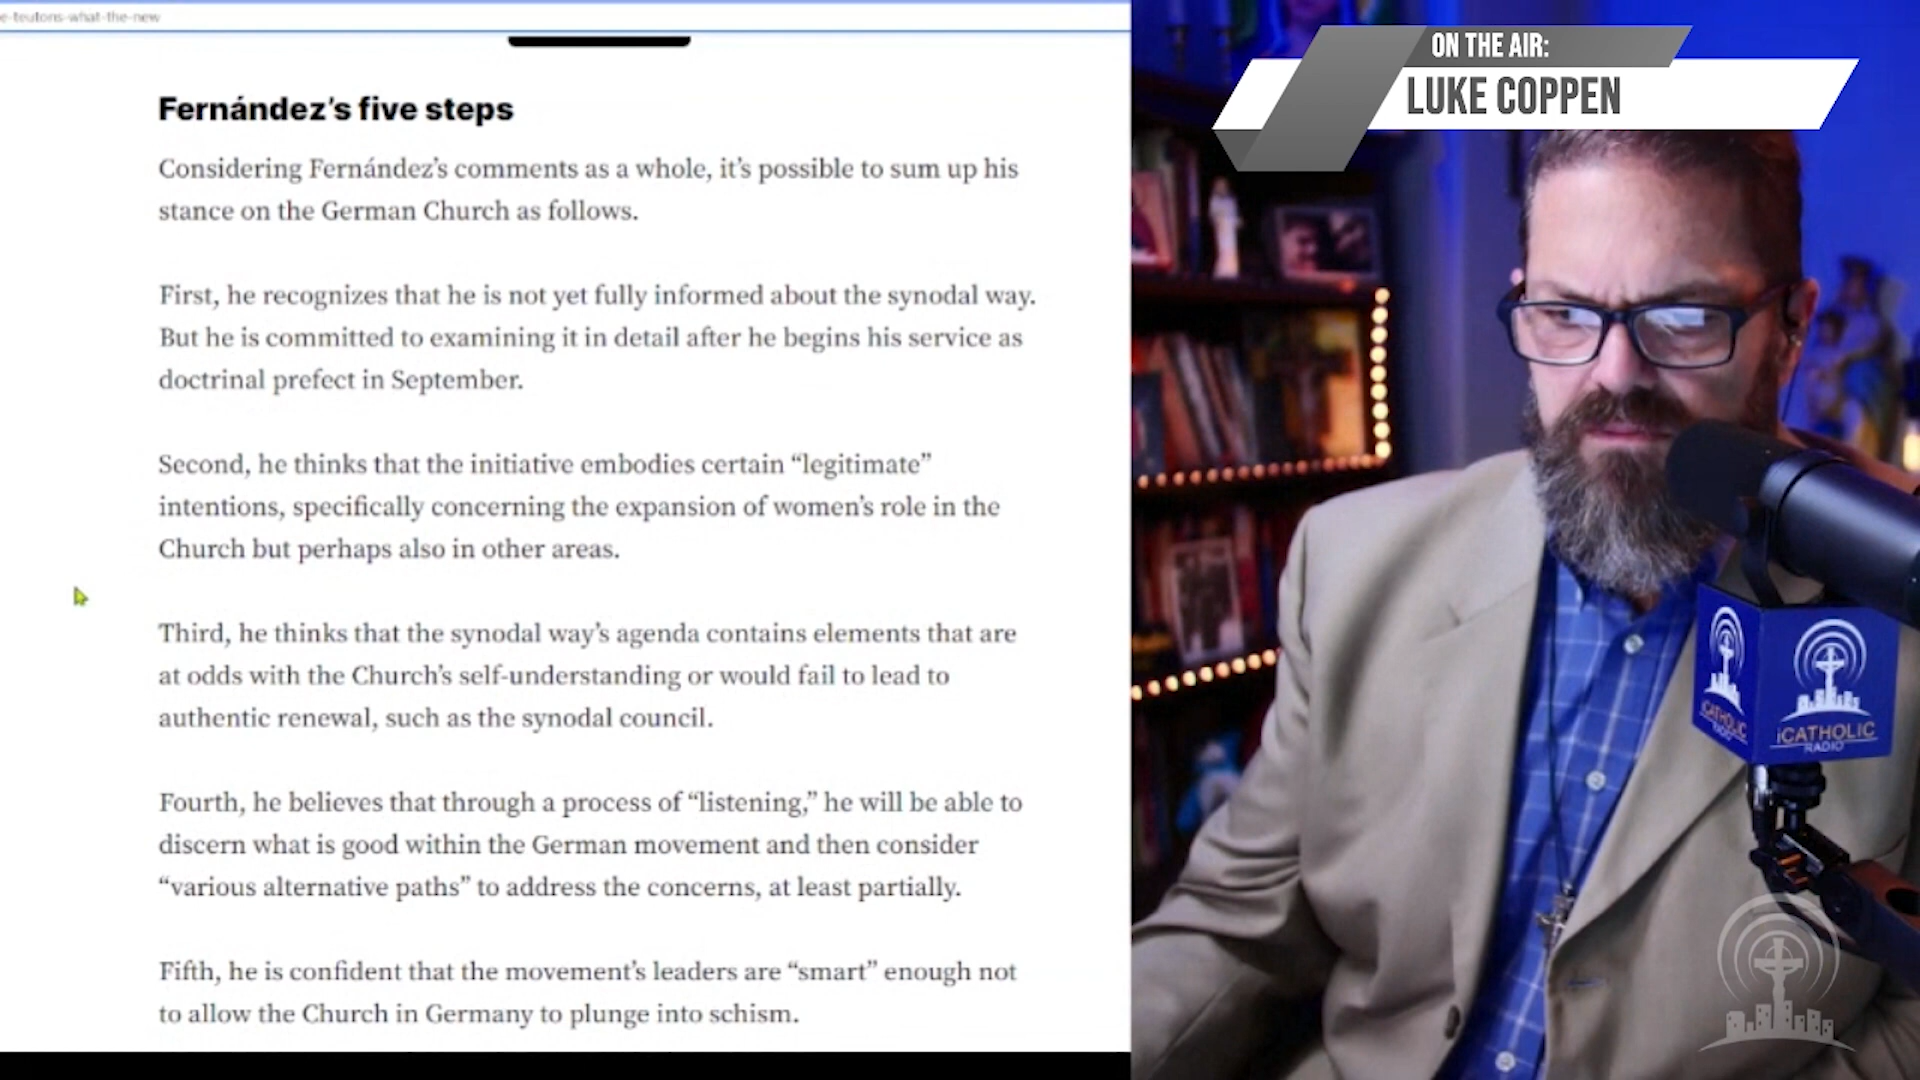 e-teutons-what-the-new
Fernández’s five steps
Considering Fernández’s comments as a whole, it’s possible to sum up his
stance on the German Church as follows.
First, he recognizes that he is not yet fully informed about the synodal way.
But he is committed to examining it in detail after he begins his service as
doctrinal prefect in September.
Second, he thinks that the initiative embodies certain “legitimate”
intentions, specifically concerning the expansion of women’s role in the
Church but perhaps also in other areas.
Third, he thinks that the synodal way’s agenda contains elements that are
at odds with the Church’s self-understanding or would fail to lead to
authentic renewal, such as the synodal council.
Fourth, he believes that through a process of “listening,” he will be able to
discern what is good within the German movement and then consider
“various alternative paths” to address the concerns, at least partially.
Fifth, he is confident that the movement’s leaders are “smart” enough not
to allow the Church in Germany to plunge into schism.
ON THE AIR:
LUKE COPPEN
iCATHOLIC
RADIO
iCATHOLIC
RADIO